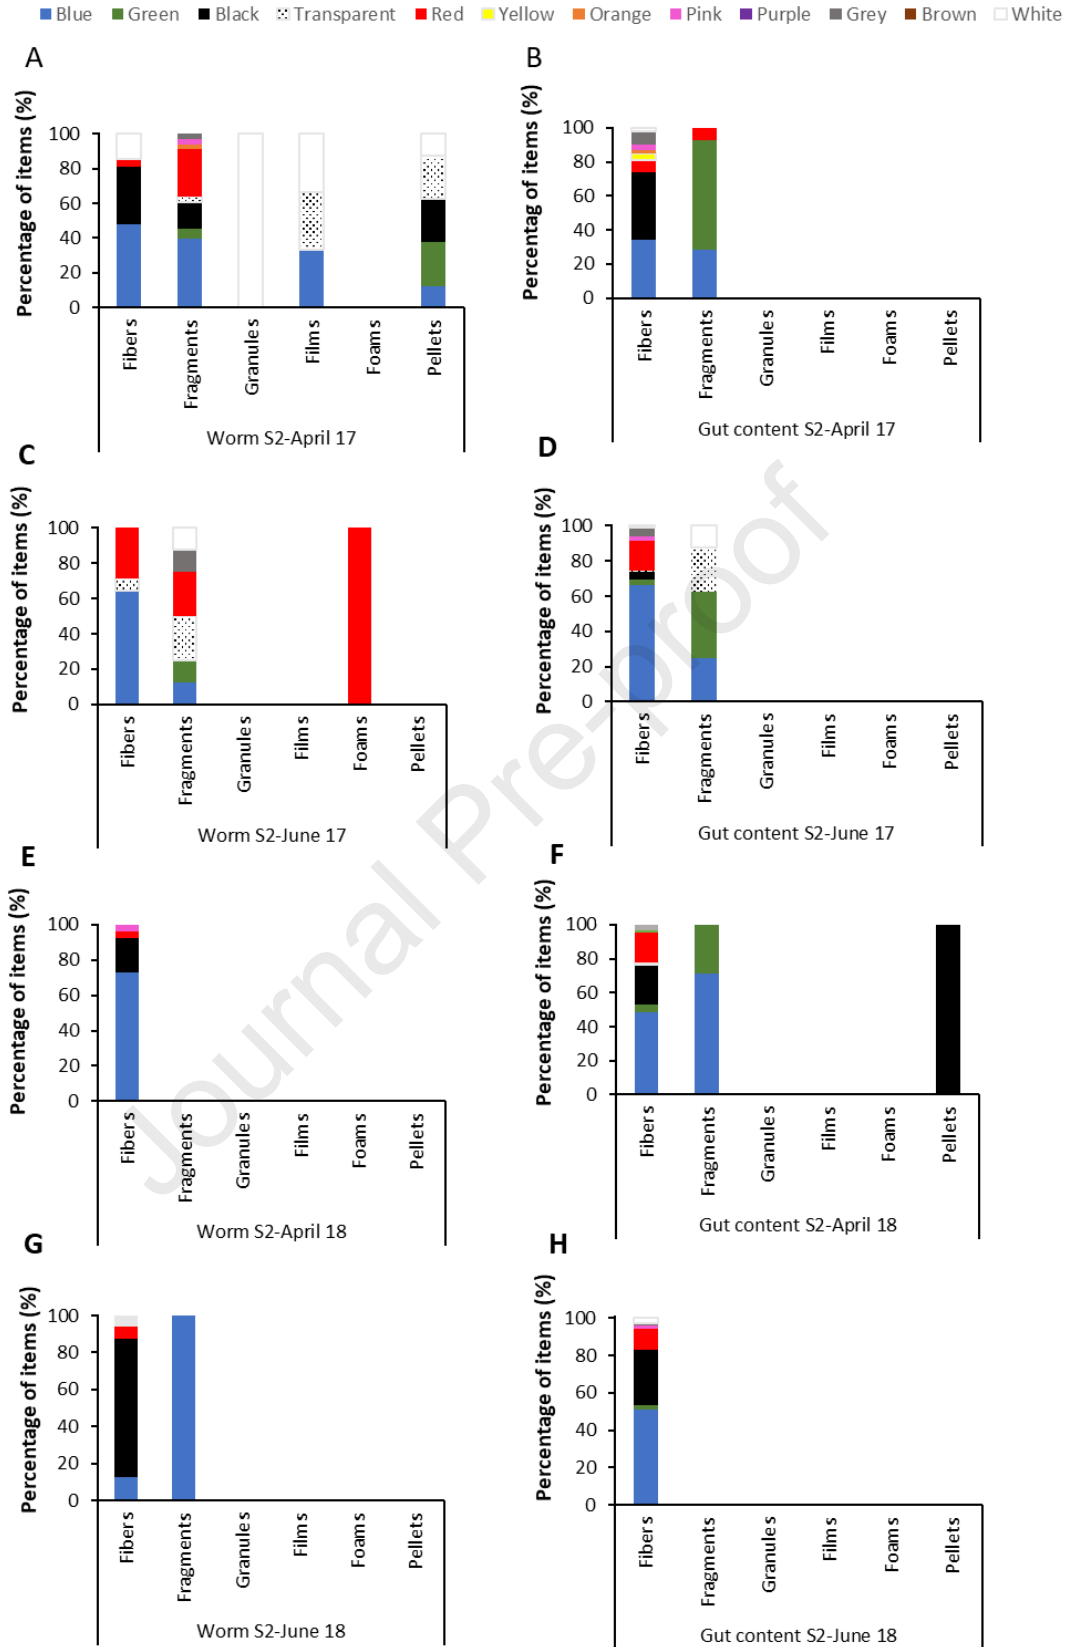 Blue Green Black Transparent Red Yellow Orange Pink Purple Grey Brown White
A
Percentage of items (%)
100
80
60
40
20
0
Fibers
Fragments
Granules
Films
Foams
Pellets
Worm S2-April 17
B
Percentag of items (%)
100
80
60
40
20
0
Fibers
Fragments
Granules
Films
Foams
Pellets
Gut content S2-April 17
C
Percentage of items (%)
100
80
60
40
20
0
Fibers
Fragments
Granules
Films
Foams
Pellets
Worm S2-June 17
D
Percentage of items (%)
100
80
60
40
20
0
Fibers
Fragments
Granules
Films
Foams
Pellets
Gut content S2-June 17
E
Percentage of items (%)
100
80
60
40
20
0
Fibers
Fragments
Granules
Films
Foams
Pellets
Worm S2-April 18
F
Percentage of items (%)
100
80
60
40
20
0
Fibers
Fragments
Granules
Films
Foams
Pellets
Gut content S2-April 18
G
Percentage of items (%)
100
80
60
40
20
0
Fibers
Fragments
Granules
Films
Foams
Pellets
Worm S2-June 18
H
Percentage of items (%)
100
80
60
40
20
0
Fibers
Fragments
Granules
Films
Foams
Pellets
Gut content S2-June 18
Journal Pre-proof